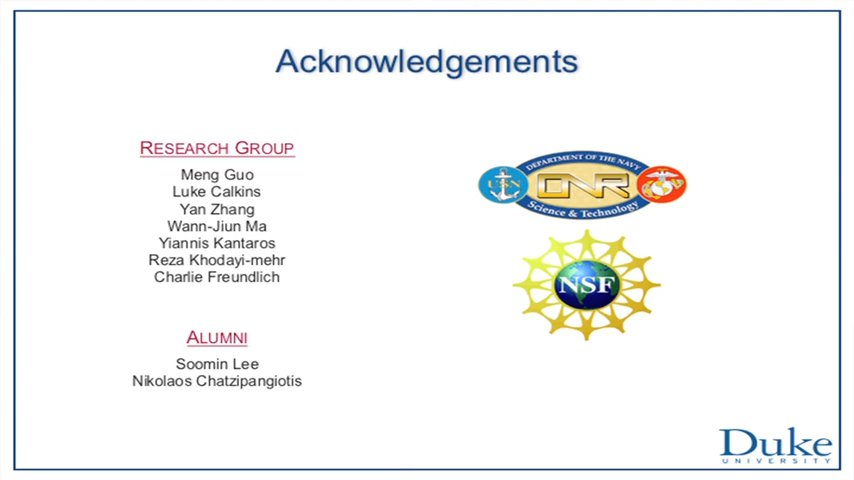 Acknowledgements
RESEARCH GROUP
Meng Guo
Luke Calkins
Yan Zhang
Wann-Jiun Ma
Yiannis Kantaros
Reza Khodayi-mehr
Charlie Freundlich
ALUMNI
Soomin Lee
Nikolaos Chatzipangiotis
DEPARTMENT OF THE NAVY
USN
ONR
Science & Technology
NSF
Duke
UNIVERSITY